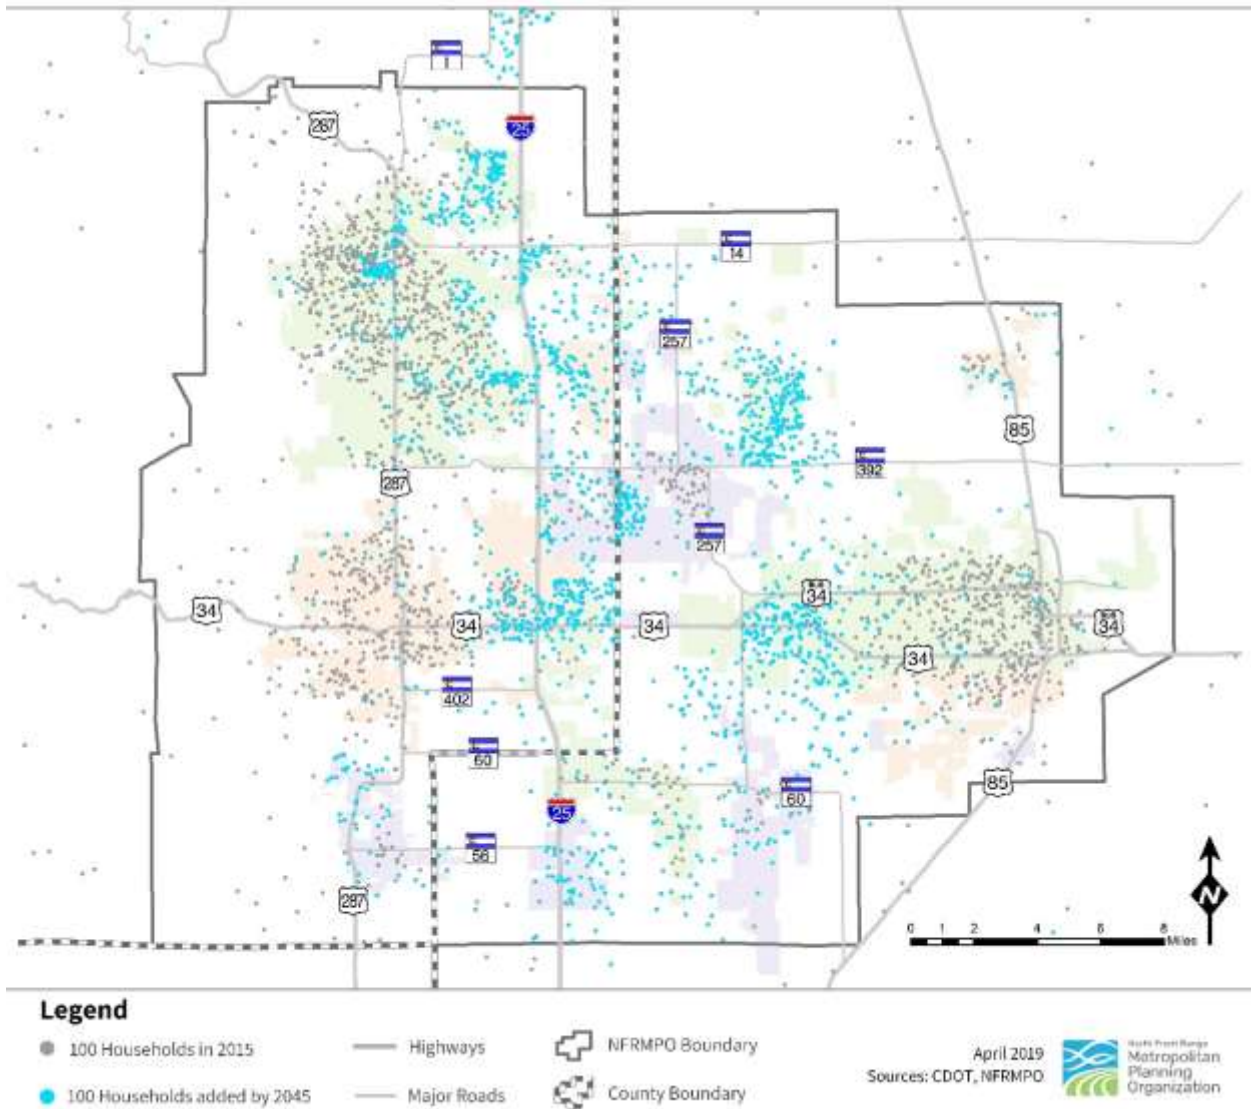 1
287
25
14
257
85
392
287
257
34
34
34
34
34
34
402
60
60
85
25
56
287
N
0 1 2 4 6 8
Miles
Legend
100 Households in 2015
Highways
NFRMPO Boundary
100 Households added by 2045
Major Roads
County Boundary
April 2019
Sources: CDOT, NFRMPO
North Front Range
Metropolitan
Planning
Organization